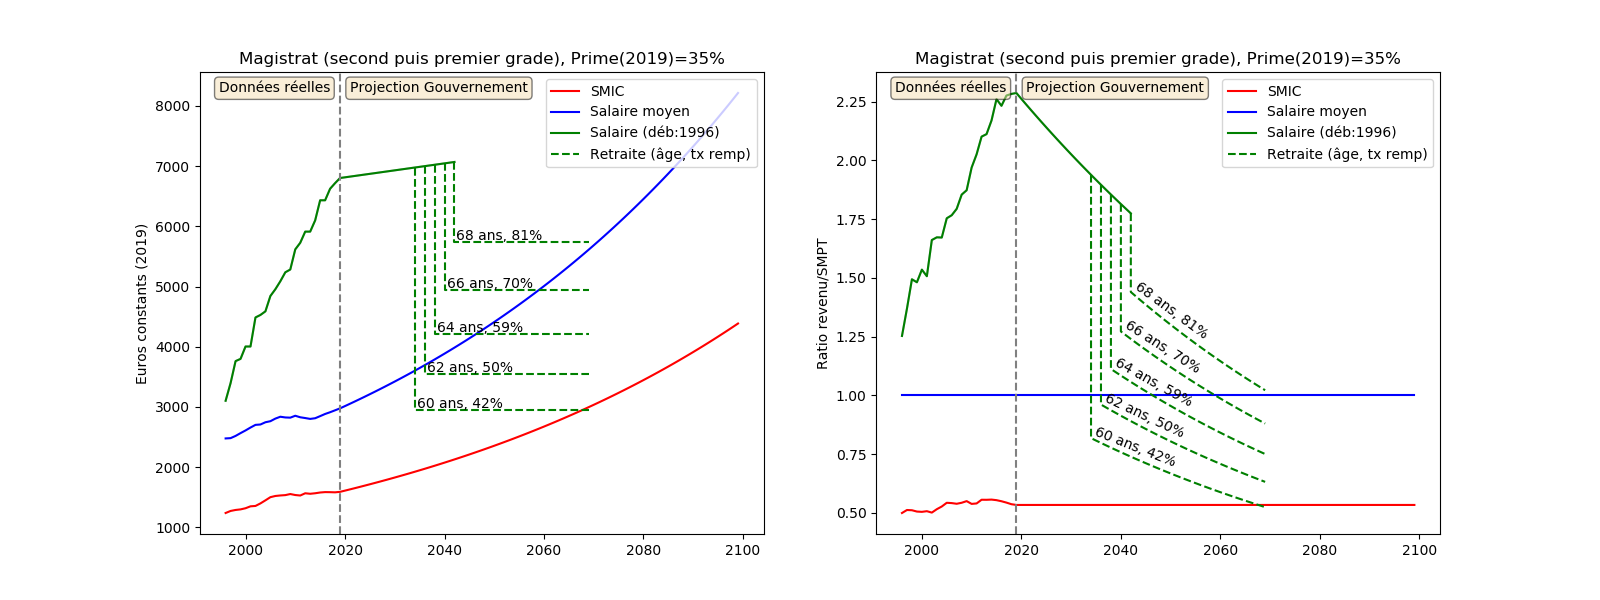 Magistrat (second puis premier grade), Prime(2019)=35%
Données réelles
Projection Gouvernement
SMIC
Salaire moyen
Salaire (déb:1996)
Retraite (âge, tx remp)
Euros constants (2019)
8000
7000
6000
5000
4000
3000
2000
1000
68 ans, 81%
66 ans, 70%
64 ans, 59%
62 ans, 50%
60 ans, 42%
2000
2020
2040
2060
2080
2100
Magistrat (second puis premier grade), Prime(2019)=35%
Données réelles
Projection Gouvernement
SMIC
Salaire moyen
Salaire (déb:1996)
Retraite (âge, tx remp)
Ratio revenu/SMPT
2.25
2.00
1.75
1.50
1.25
1.00
0.75
0.50
68 ans, 81%
66 ans, 70%
64 ans, 59%
62 ans, 50%
60 ans, 42%
2000
2020
2040
2060
2080
2100